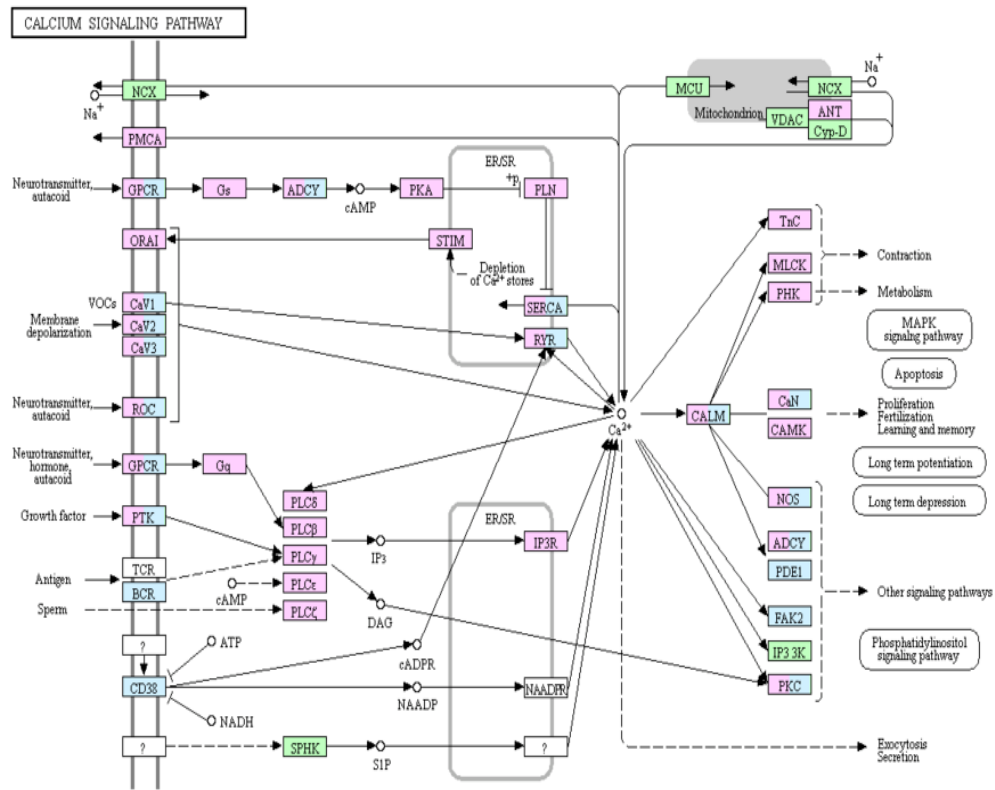 CALCIUM SIGNALING PATHWAY
NCX
Na+
PMCA
MCU
Mitochondrion
NCX
Na+
VDAC
ANT
Cyp-D
Neurotransmitter,
autacoid
GPCR
Gs
ADCY
cAMP
PKA
ER/SR
+p
PLN
ORAI
STIM
Depletion
of Ca2+ stores
VOCs
Membrane
depolarization
CaV1
CaV2
CaV3
SERCA
RYR
Neurotransmitter,
autacoid
ROC
Ca2+
CALM
TnC
MLCK
PHK
Contraction
Metabolism
MAPK
signalng pathway
Apoptosis
CaN
CAMK
Proliferation
Fertilization
Learning and memory
Long term potentiation
Long term depression
Neurotransmitter,
hormone,
autacoid
GPCR
Gq
Growth factor
PTK
PLCδ
PLCβ
PLCγ
PLCε
PLCζ
Antigen
TCR
BCR
cAMP
Sperm
IP3
DAG
ER/SR
IP3R
NOS
ADCY
PDE1
FAK2
IP3 3K
PKC
Other signaling pathways
Phosphatidylinositol
signaling pathway
?
ATP
CD38
NADH
cADPR
NAADP
NAADPR
?
SPHK
S1P
?
Exocytosis
Secretion